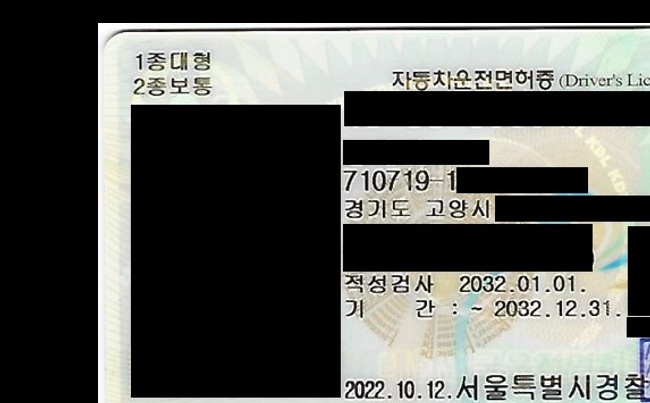 1종대형
2종보통
자동차운전면허증 (Driver's Lic
710719-1
경기도 고양시
적성검사 2032.01.01.
기 간 : ~ 2032.12.31.
2022.10.12. 서울특별시경찰